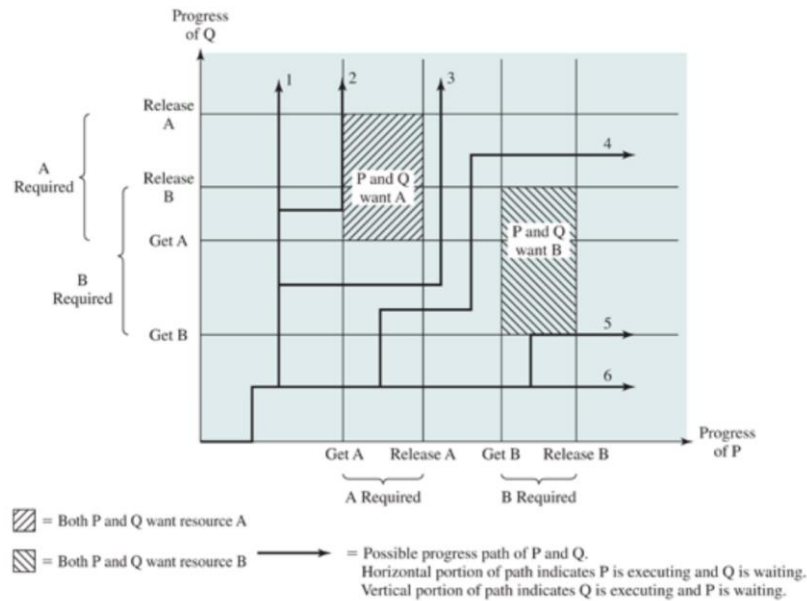 Progress
of Q
1
2
3
Release
A
4
A
Required
Release
B
P and Q
want A
Get A
P and Q
want B
B
Required
Get B
5
6
Progress
of P
Get A
Release A
Get B
Release B
A Required
B Required
= Both P and Q want resource A
= Both P and Q want resource B
= Possible progress path of P and Q.
Horizontal portion of path indicates P is executing and Q is waiting.
Vertical portion of path indicates Q is executing and P is waiting.